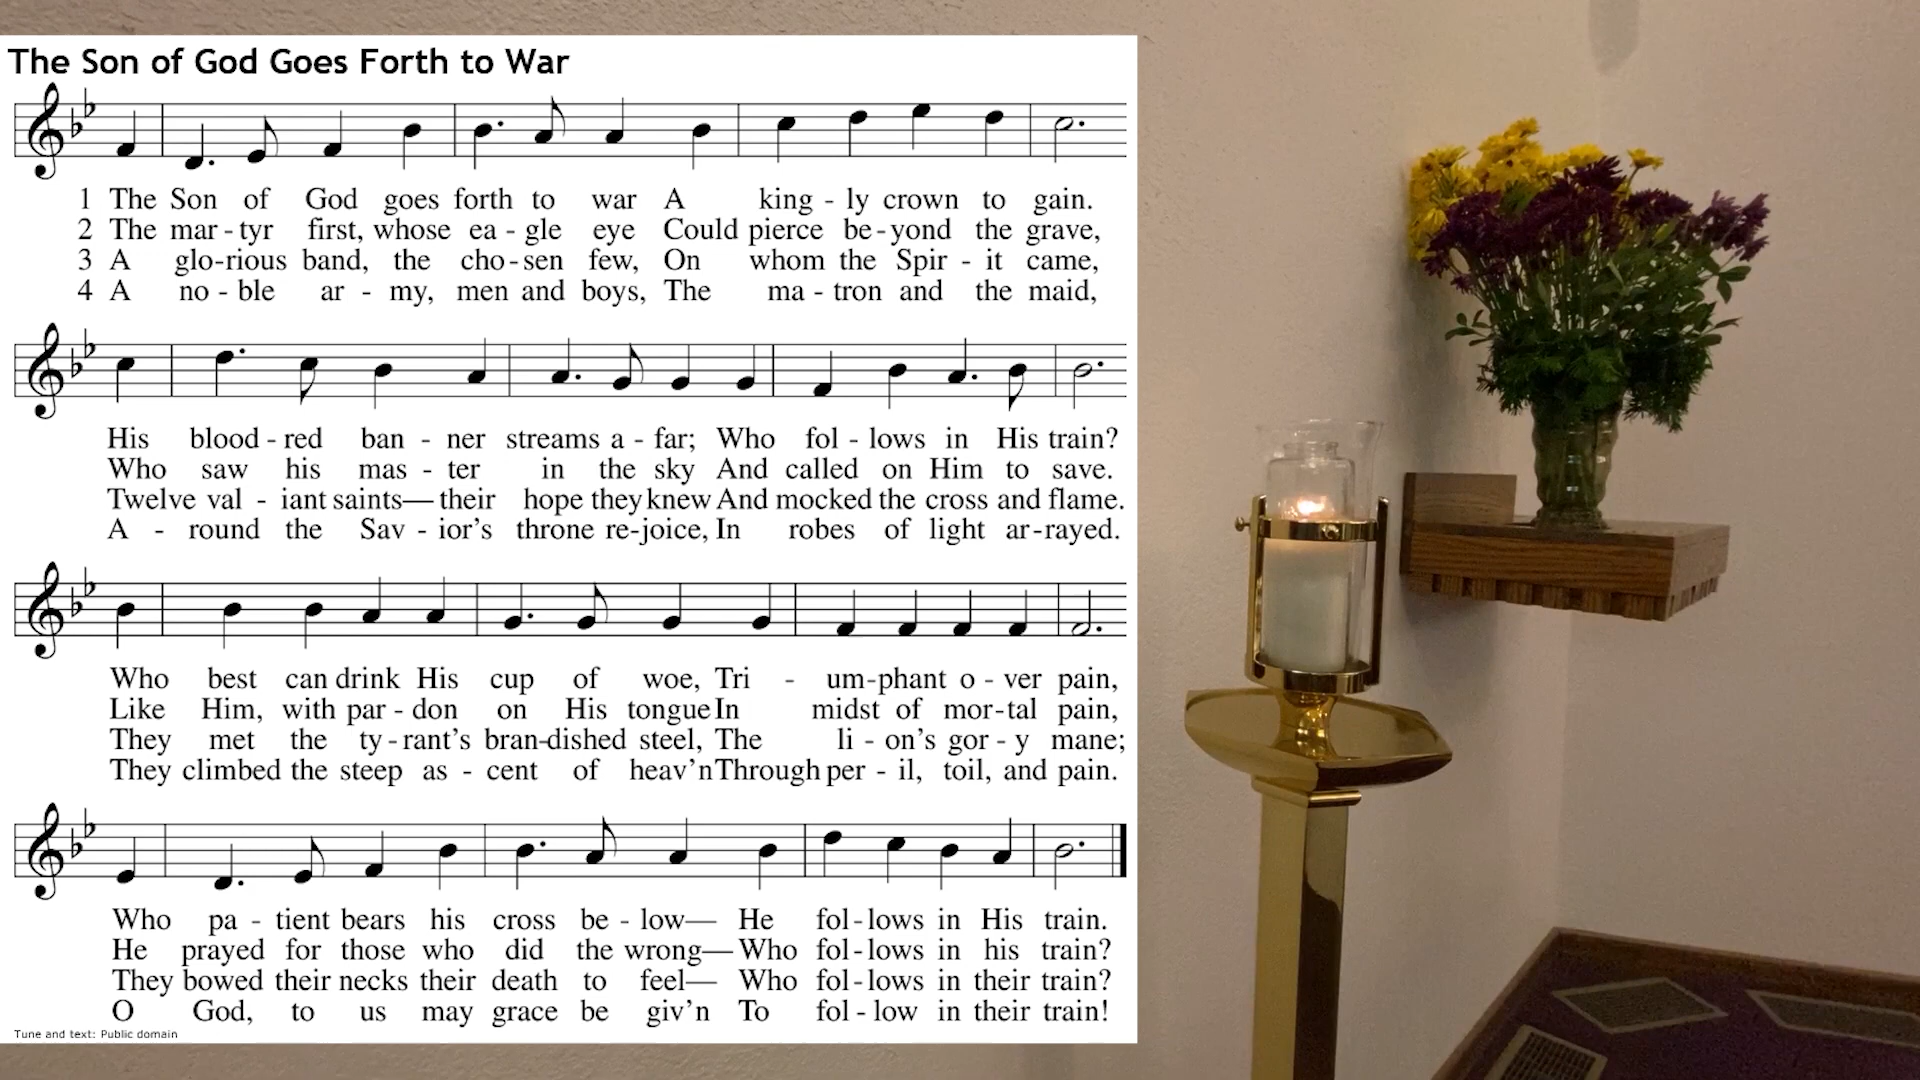 The Son of God Goes Forth to War
1 The Son of God goes forth to war A king - ly crown to gain.
2 The mar - tyr first, whose ea - gle eye Could pierce be - yond the grave,
3 A glo - rious band, the cho - sen few, On whom the Spir - it came,
4 A no - ble ar - my, men and boys, The ma - tron and the maid,
His blood - red ban - ner streams a - far; Who fol - lows in His train?
Who saw his mas - ter in the sky And called on Him to save.
Twelve val - iant saints— their hope they knew And mocked the cross and flame.
A - round the Sav - ior's throne re - joice, In robes of light ar - rayed.
Who best can drink His cup of woe, Tri - um - phant o - ver pain,
Like Him, with par - don on His tongue In midst of mor - tal pain,
They met the ty - rant's bran - dished steel, The li - on's gor - y mane;
They climbed the steep as - cent of heav'n Through per - il, toil, and pain.
Who pa - tient bears his cross be - low— He fol - lows in His train.
He prayed for those who did the wrong— Who fol - lows in his train?
They bowed their necks their death to feel— Who fol - lows in their train?
O God, to us may grace be giv'n To fol - low in their train!
Tune and text: Public domain